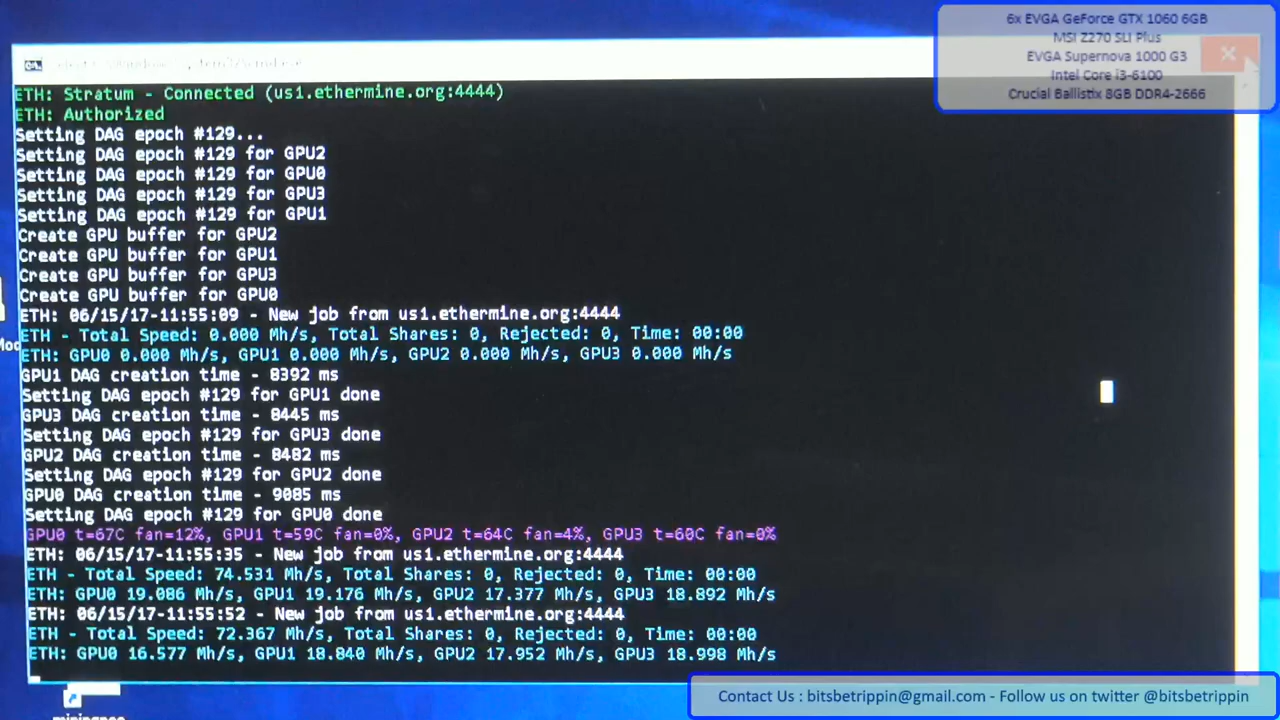 6x EVGA GeForce GTX 1060 6GB
MSI Z270 SLI Plus
EVGA Supernova 1000 G3
Intel Core i3-6100
Crucial Ballistix 8GB DDR4-2666
ETH: Stratum - Connected (us1.ethermine.org:4444)
ETH: Authorized
Setting DAG epoch #129...
Setting DAG epoch #129 for GPU2
Setting DAG epoch #129 for GPU0
Setting DAG epoch #129 for GPU3
Setting DAG epoch #129 for GPU1
Create GPU buffer for GPU2
Create GPU buffer for GPU1
Create GPU buffer for GPU3
Create GPU buffer for GPU0
ETH: 06/15/17-11:55:09 - New job from us1.ethermine.org:4444
ETH - Total Speed: 0.000 Mh/s, Total Shares: 0, Rejected: 0, Time: 00:00
ETH: GPU0 0.000 Mh/s, GPU1 0.000 Mh/s, GPU2 0.000 Mh/s, GPU3 0.000 Mh/s
GPU1 DAG creation time - 8392 ms
Setting DAG epoch #129 for GPU1 done
GPU3 DAG creation time - 8445 ms
Setting DAG epoch #129 for GPU3 done
GPU2 DAG creation time - 8482 ms
Setting DAG epoch #129 for GPU2 done
GPU0 DAG creation time - 9085 ms
Setting DAG epoch #129 for GPU0 done
GPU0 t=67C fan=12%, GPU1 t=59C fan=0%, GPU2 t=64C fan=4%, GPU3 t=60C fan=0%
ETH: 06/15/17-11:55:35 - New job from us1.ethermine.org:4444
ETH - Total Speed: 74.531 Mh/s, Total Shares: 0, Rejected: 0, Time: 00:00
ETH: GPU0 19.086 Mh/s, GPU1 19.176 Mh/s, GPU2 17.377 Mh/s, GPU3 18.892 Mh/s
ETH: 06/15/17-11:55:52 - New job from us1.ethermine.org:4444
ETH - Total Speed: 72.367 Mh/s, Total Shares: 0, Rejected: 0, Time: 00:00
ETH: GPU0 16.577 Mh/s, GPU1 18.840 Mh/s, GPU2 17.952 Mh/s, GPU3 18.998 Mh/s
Contact Us : bitsbetrippin@gmail.com - Follow us on twitter @bitsbetrippin